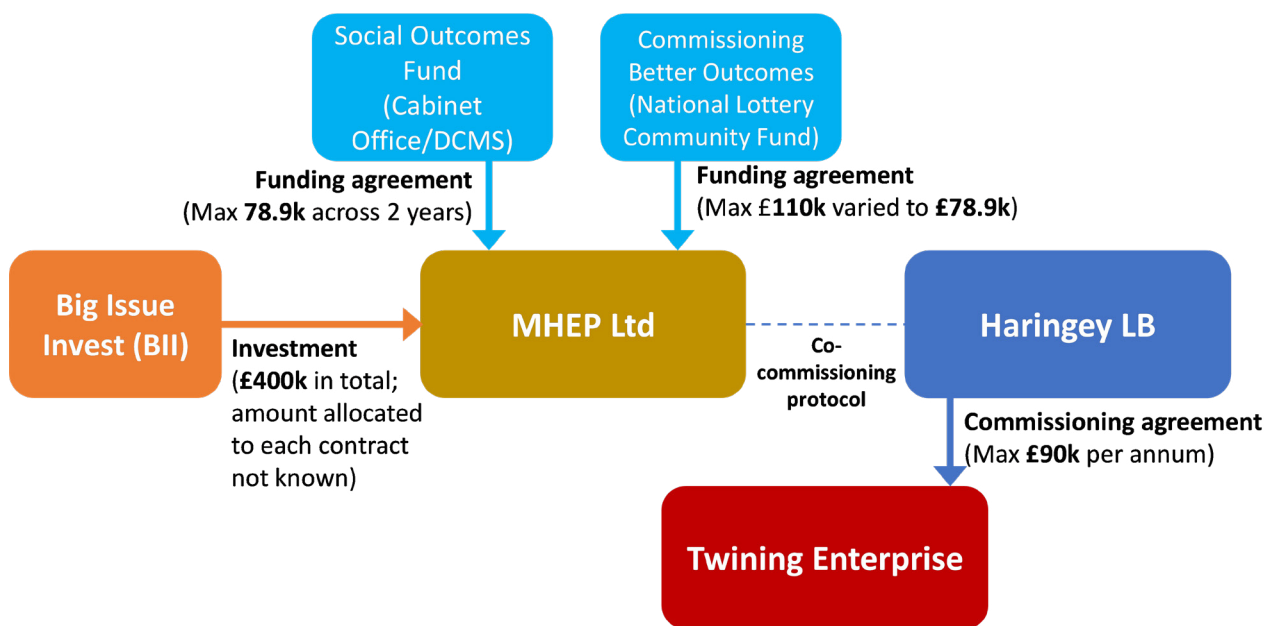 Social Outcomes
Fund
(Cabinet
Office/DCMS)
Commissioning
Better Outcomes
(National Lottery
Community Fund)
Funding agreement
(Max 78.9k across 2 years)
Funding agreement
(Max £110k varied to £78.9k)
Big Issue
Invest (BII)
Investment
(£400k in total;
amount allocated
to each contract
not known)
MHEP Ltd
Co-
commissioning
protocol
Haringey LB
Commissioning agreement
(Max £90k per annum)
Twining Enterprise